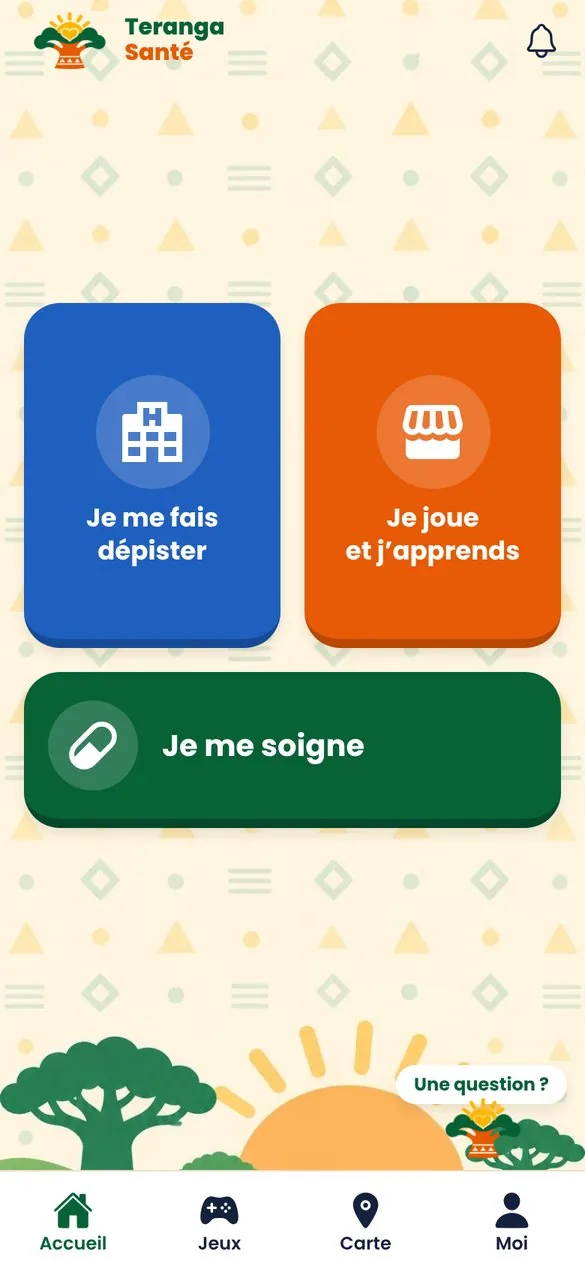 Teranga
Santé
Je me fais
dépister
Je joue
et j’apprends
Je me soigne
Une question ?
Accueil
Jeux
Carte
Moi